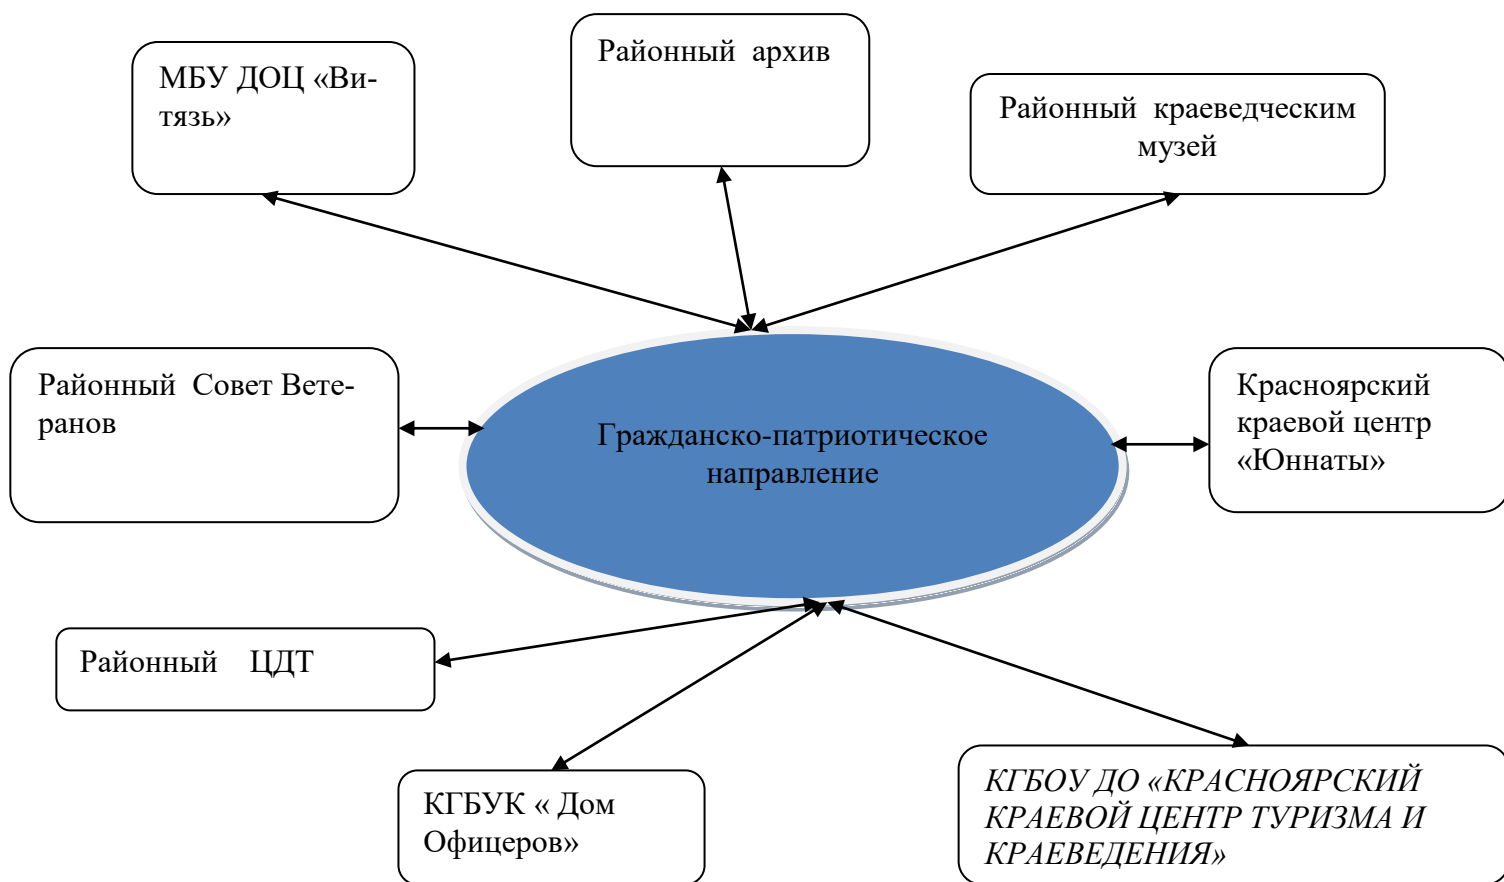 МБУ ДОЦ «Ви-
тязь»
Районный архив
Районный краеведческим
музей
Районный Совет Вете-
ранов
Гражданско-патриотическое
направление
Красноярский
краевой центр
«Юннаты»
Районный ЦДТ
КГБУК « Дом
Офицеров»
КГБОУ ДО «КРАСНОЯРСКИЙ
КРАЕВОЙ ЦЕНТР ТУРИЗМА И
КРАЕВЕДЕНИЯ»